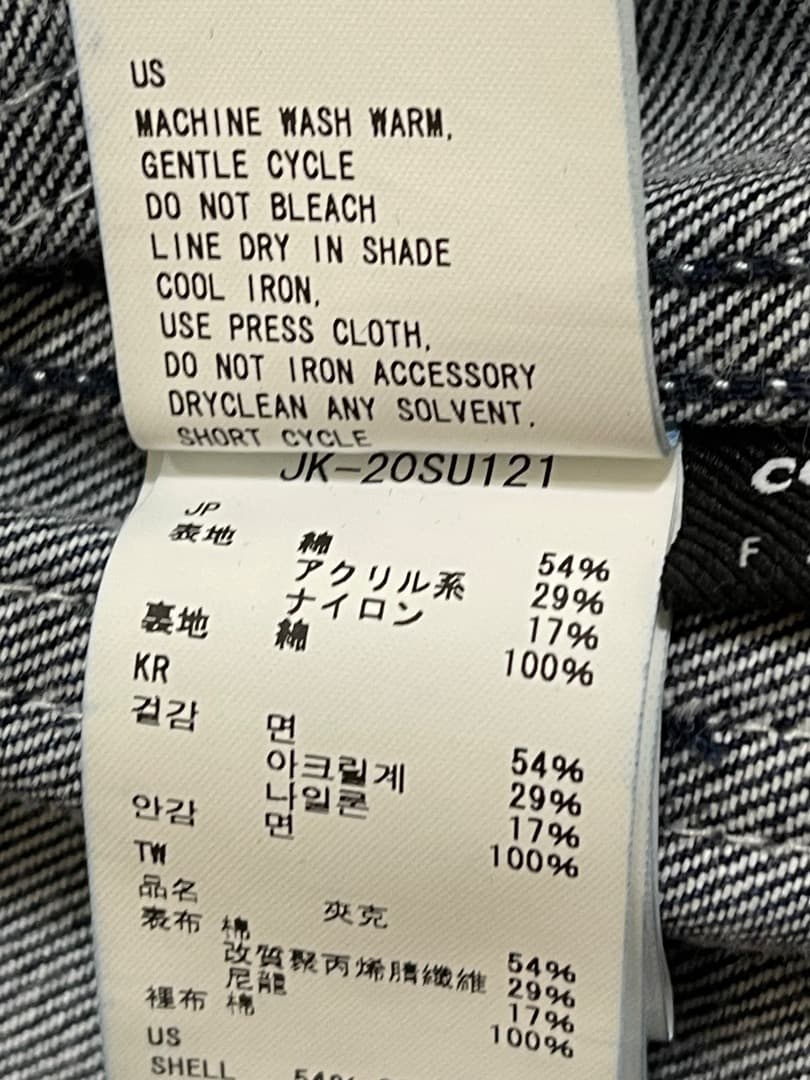 US
MACHINE WASH WARM,
GENTLE CYCLE
DO NOT BLEACH
LINE DRY IN SHADE
COOL IRON,
USE PRESS CLOTH,
DO NOT IRON ACCESSORY
DRYCLEAN ANY SOLVENT.
SHORT CYCLE
JK-20SU121
JP
表地 綿 54%
アクリル系 29%
ナイロン 17%
裏地 綿 100%
KR
겉감 면 54%
아크릴계 29%
나일론 17%
안감 면 100%
TW
品名 夾克
表布 棉 54%
改質聚丙烯腈纖維 29%
尼龍 17%
裡布 棉 100%
US
SHELL 54%
F